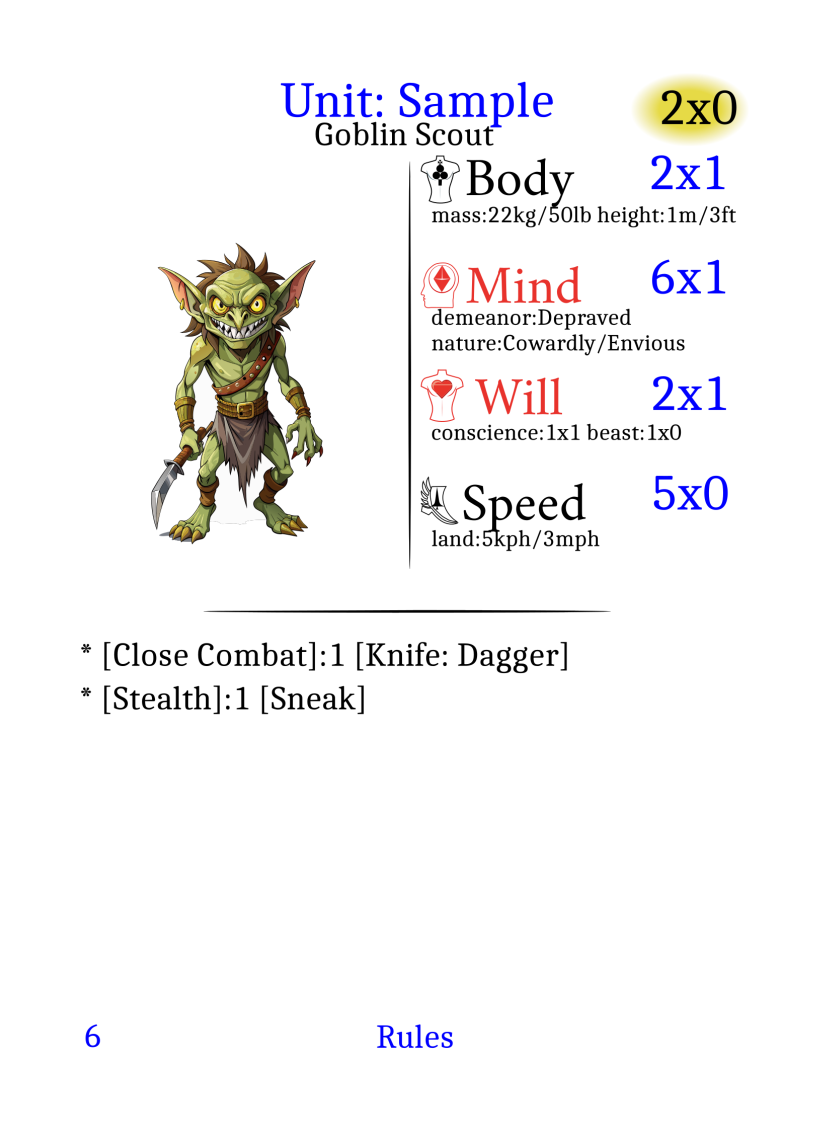 Unit: Sample
2x0
Goblin Scout
Body 2x1
mass:22kg/50lb height:1m/3ft
Mind 6x1
demeanor:Depraved
nature:Cowardly/Envious
Will 2x1
conscience:1x1 beast:1x0
Speed 5x0
land:5kph/3mph
* [Close Combat]:1 [Knife: Dagger]
* [Stealth]:1 [Sneak]
6 Rules